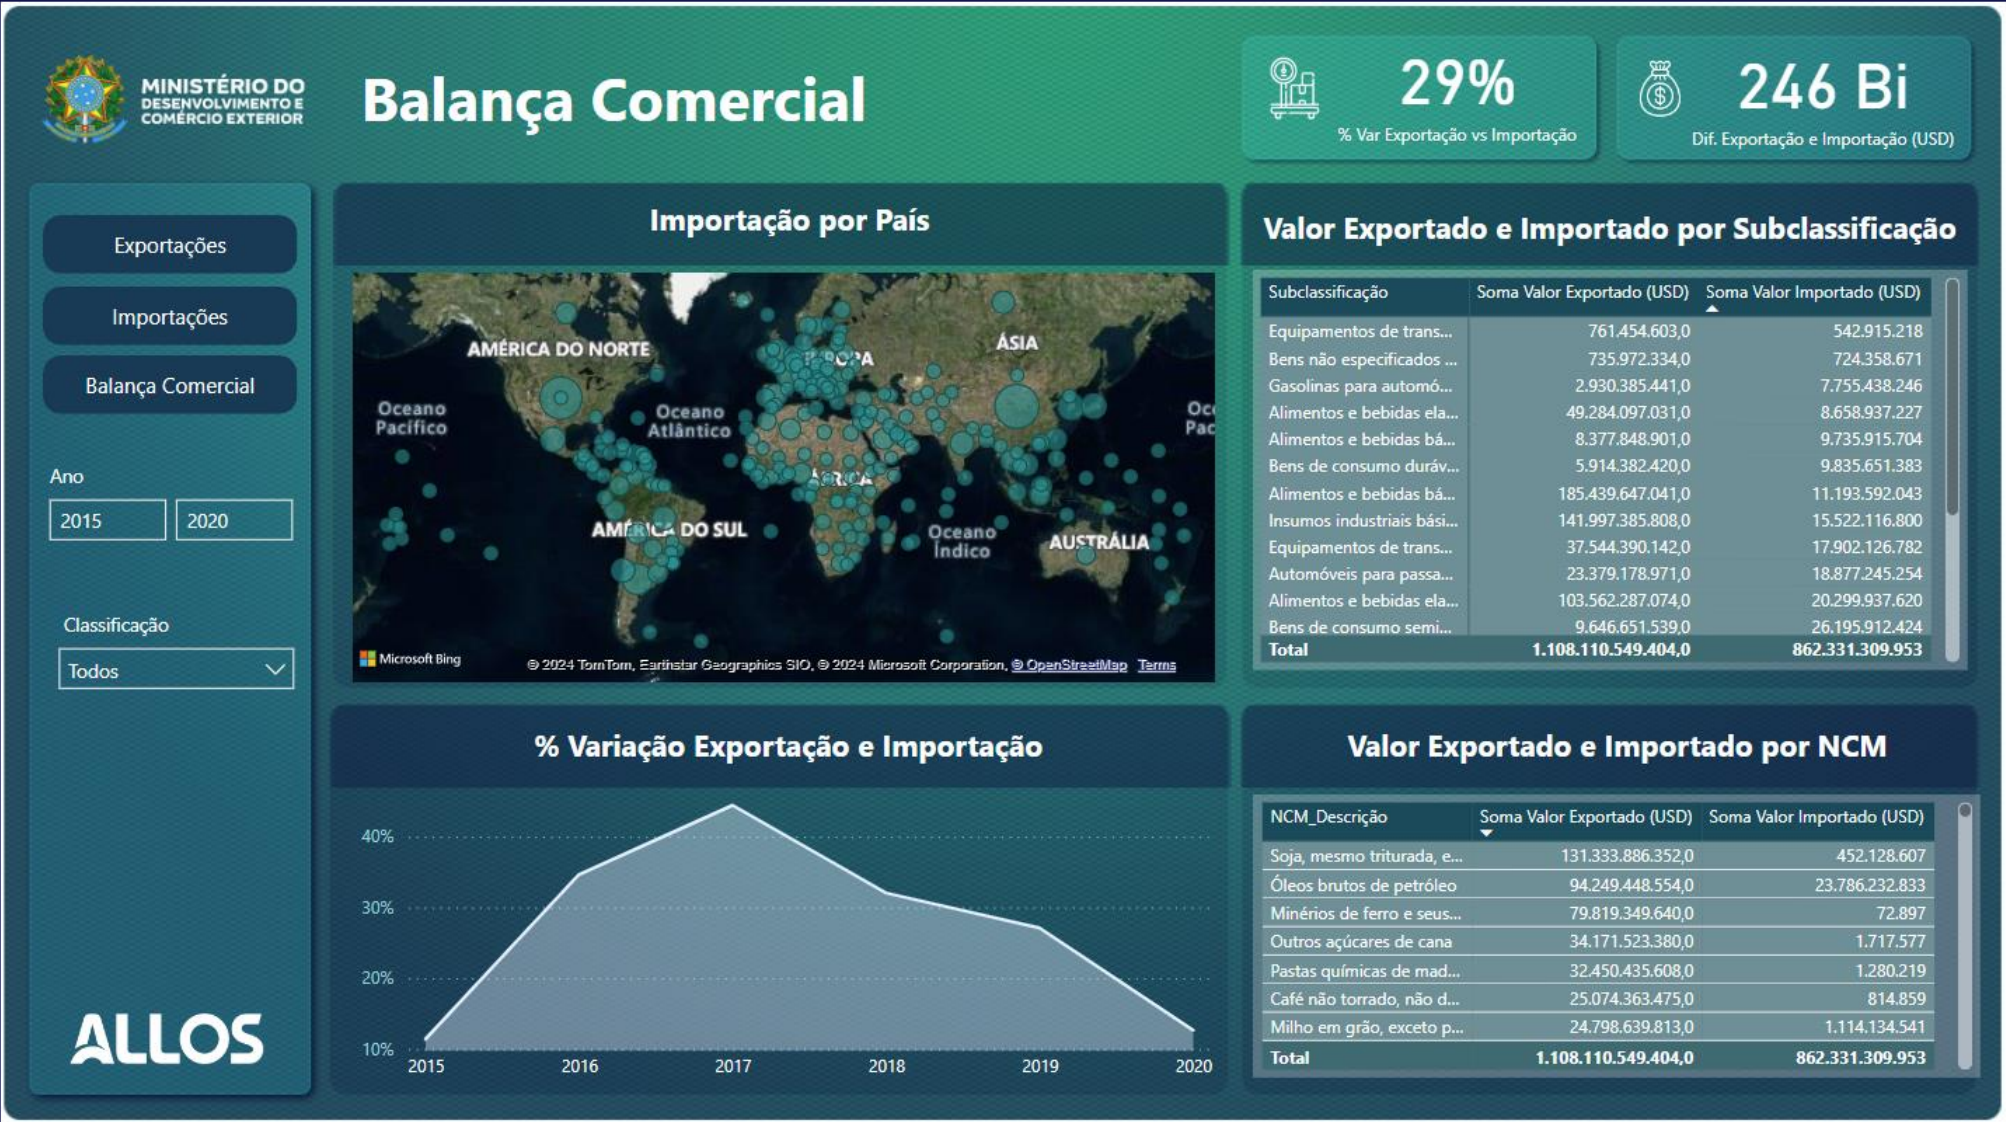 MINISTÉRIO DO
DESENVOLVIMENTO E
COMÉRCIO EXTERIOR
Balança Comercial
29%
% Var Exportação vs Importação
246 Bi
Dif. Exportação e Importação (USD)
Exportações
Importações
Balança Comercial
Ano
2015 2020
Classificação
Todos
ALLOS
Importação por País
AMÉRICA DO NORTE
EUROPA
ÁSIA
Oceano
Pacífico
Oceano
Atlântico
Oce
Pac
ÁFRICA
AMÉRICA DO SUL
Oceano
Índico
AUSTRÁLIA
Microsoft Bing
© 2024 TomTom, Earthstar Geographics SIO, © 2024 Microsoft Corporation, © OpenStreetMap Terms
Valor Exportado e Importado por Subclassificação
Subclassificação Soma Valor Exportado (USD) Soma Valor Importado (USD)
Equipamentos de trans... 761.454.603,0 542.915.218
Bens não especificados ... 735.972.334,0 724.358.671
Gasolinas para automó... 2.930.385.441,0 7.755.438.246
Alimentos e bebidas ela... 49.284.097.031,0 8.658.937.227
Alimentos e bebidas bá... 8.377.848.901,0 9.735.915.704
Bens de consumo duráv... 5.914.382.420,0 9.835.651.383
Alimentos e bebidas bá... 185.439.647.041,0 11.193.592.043
Insumos industriais bási... 141.997.385.808,0 15.522.116.800
Equipamentos de trans... 37.544.390.142,0 17.902.126.782
Automóveis para passa... 23.379.178.971,0 18.877.245.254
Alimentos e bebidas ela... 103.562.287.074,0 20.299.937.620
Bens de consumo semi... 9.646.651.539,0 26.195.912.424
Total 1.108.110.549.404,0 862.331.309.953
% Variação Exportação e Importação
40%
30%
20%
10%
2015 2016 2017 2018 2019 2020
Valor Exportado e Importado por NCM
NCM_Descrição Soma Valor Exportado (USD) Soma Valor Importado (USD)
Soja, mesmo triturada, e... 131.333.886.352,0 452.128.607
Óleos brutos de petróleo 94.249.448.554,0 23.786.232.833
Minérios de ferro e seus... 79.819.349.640,0 72.897
Outros açúcares de cana 34.171.523.380,0 1.717.577
Pastas químicas de mad... 32.450.435.608,0 1.280.219
Café não torrado, não d... 25.074.363.475,0 814.859
Milho em grão, exceto p... 24.798.639.813,0 1.114.134.541
Total 1.108.110.549.404,0 862.331.309.953